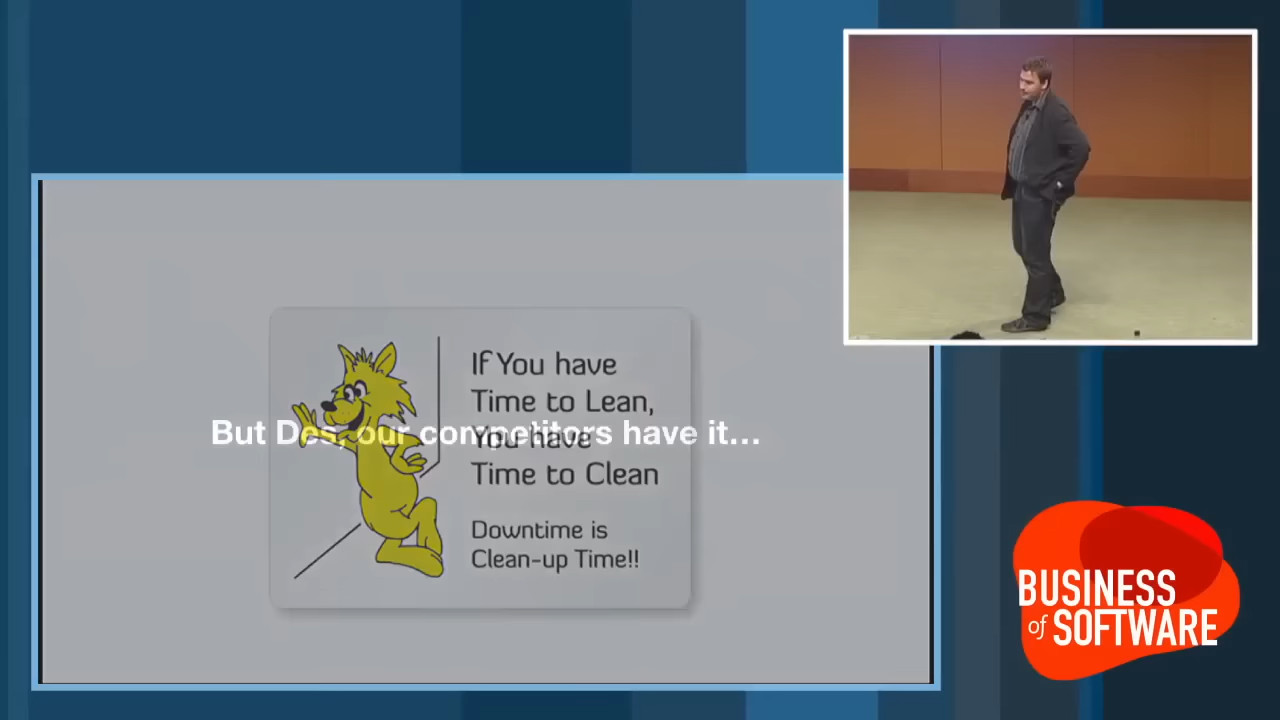 If You have
Time to Lean,
But Des, our competitors have it...
You have
Time to Clean
Downtime is
Clean-up Time!!
BUSINESS
of SOFTWARE